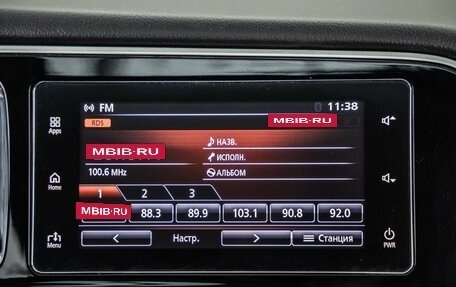 FM 11:38
RDS MBIB·RU
НАЗВ.
MBIB·RU
ИСПОЛН.
100.6 MHz АЛЬБОМ
1 2 3
MBIB·RU 88.3 89.9 103.1 90.8 92.0
< Настр. > Станция
Apps
Home
Menu
PWR